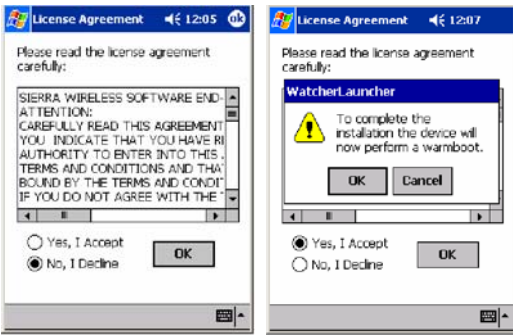 License Agreement 12:05 ok
Please read the license agreement
carefully:
SIERRA WIRELESS SOFTWARE END-
ATTENTION:
CAREFULLY READ THIS AGREEMENT
YOU INDICATE THAT YOU HAVE RE
AUTHORITY TO ENTER INTO THIS
TERMS AND CONDITIONS AND THA
BOUND BY THE TERMS AND CONDI
IF YOU DO NOT AGREE WITH THE
Yes, I Accept
No, I Decline
OK
License Agreement 12:07
Please read the license agreement
carefully:
WatcherLauncher
To complete the
installation the device will
now perform a warmboot.
OK Cancel
Yes, I Accept
No, I Decline
OK